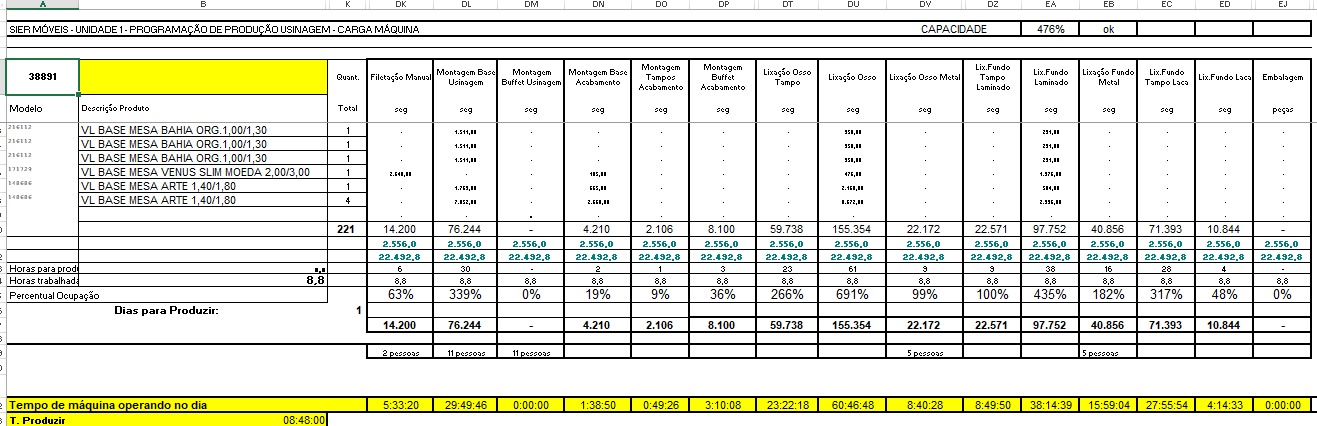 A B K DK DL DM DN DO DP DT DU DV DZ EA EB EC ED EJ
SIER MÓVEIS - UNIDADE 1 - PROGRAMAÇÃO DE PRODUÇÃO USINAGEM - CARGA MÁQUINA CAPACIDADE 476% ok
38891 Quant. Filetação Manual Montagem Base Usinagem Montagem Buffet Usinagem Montagem Base Acabamento Montagem Tampos Acabamento Montagem Buffet Acabamento Lixação Osso Tampo Lixação Osso Lixação Osso Metal Lix.Fundo Tampo Laminado Lix.Fundo Laminado Lixação Fundo Metal Lix.Fundo Tampo Laca Lix.Fundo Laca Embalagem
Modelo Descrição Produto Total seg seg seg seg seg seg seg seg seg seg seg seg seg seg peças
216112 VL BASE MESA BAHIA ORG.1,00/1,30 1 - 1.511,00 - - - - - 950,00 - - 291,00 - - - -
216112 VL BASE MESA BAHIA ORG.1,00/1,30 1 - 1.511,00 - - - - - 950,00 - - 291,00 - - - -
216112 VL BASE MESA BAHIA ORG.1,00/1,30 1 - 1.511,00 - - - - - 950,00 - - 291,00 - - - -
171729 VL BASE MESA VENUS SLIM MOEDA 2,00/3,00 1 2.640,00 - - 105,00 - - - 476,00 - - 1.976,00 - - - -
148686 VL BASE MESA ARTE 1,40/1,80 1 - 1.763,00 - 665,00 - - - 2.168,00 - - 584,00 - - - -
148686 VL BASE MESA ARTE 1,40/1,80 4 - 7.052,00 - 2.660,00 - - - 8.672,00 - - 2.336,00 - - - -
221 14.200 76.244 - 4.210 2.106 8.100 59.738 155.354 22.172 22.571 97.752 40.856 71.393 10.844 -
2.556,0 2.556,0 2.556,0 2.556,0 2.556,0 2.556,0 2.556,0 2.556,0 2.556,0 2.556,0 2.556,0 2.556,0 2.556,0 2.556,0 2.556,0
22.492,8 22.492,8 22.492,8 22.492,8 22.492,8 22.492,8 22.492,8 22.492,8 22.492,8 22.492,8 22.492,8 22.492,8 22.492,8 22.492,8 22.492,8
Horas para prod 6 30 - 2 1 3 23 61 9 9 38 16 28 4 -
Horas trabalhada 8,8 8,8 8,8 8,8 8,8 8,8 8,8 8,8 8,8 8,8 8,8 8,8 8,8 8,8 8,8 8,8
Percentual Ocupação 63% 339% 0% 19% 9% 36% 266% 691% 99% 100% 435% 182% 317% 48% 0%
Dias para Produzir: 1
14.200 76.244 - 4.210 2.106 8.100 59.738 155.354 22.172 22.571 97.752 40.856 71.393 10.844 -
2 pessoas 11 pessoas 11 pessoas 5 pessoas 5 pessoas
Tempo de máquina operando no dia 5:33:20 29:49:46 0:00:00 1:38:50 0:49:26 3:10:08 23:22:18 60:46:48 8:40:28 8:49:50 38:14:39 15:59:04 27:55:54 4:14:33 0:00:00
T. Produzir 08:48:00